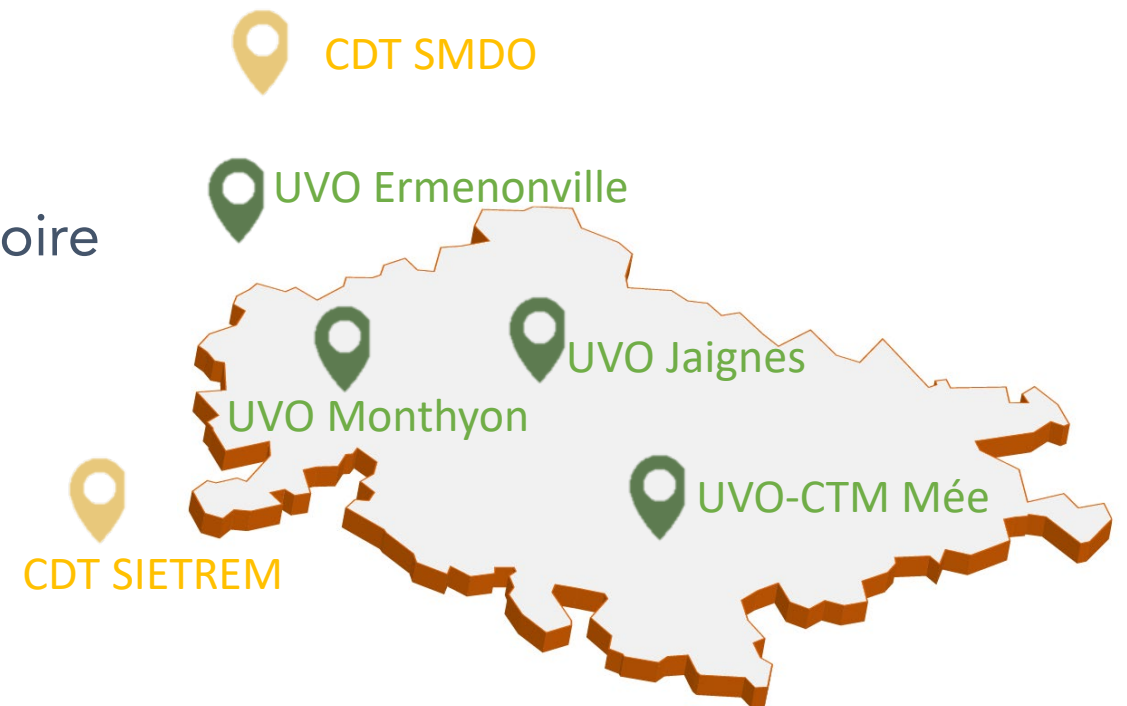 CDT SMDO
UVO Ermenonville
oire
UVO Jaignes
UVO Monthyon
UVO-CTM Mée
CDT SIETREM